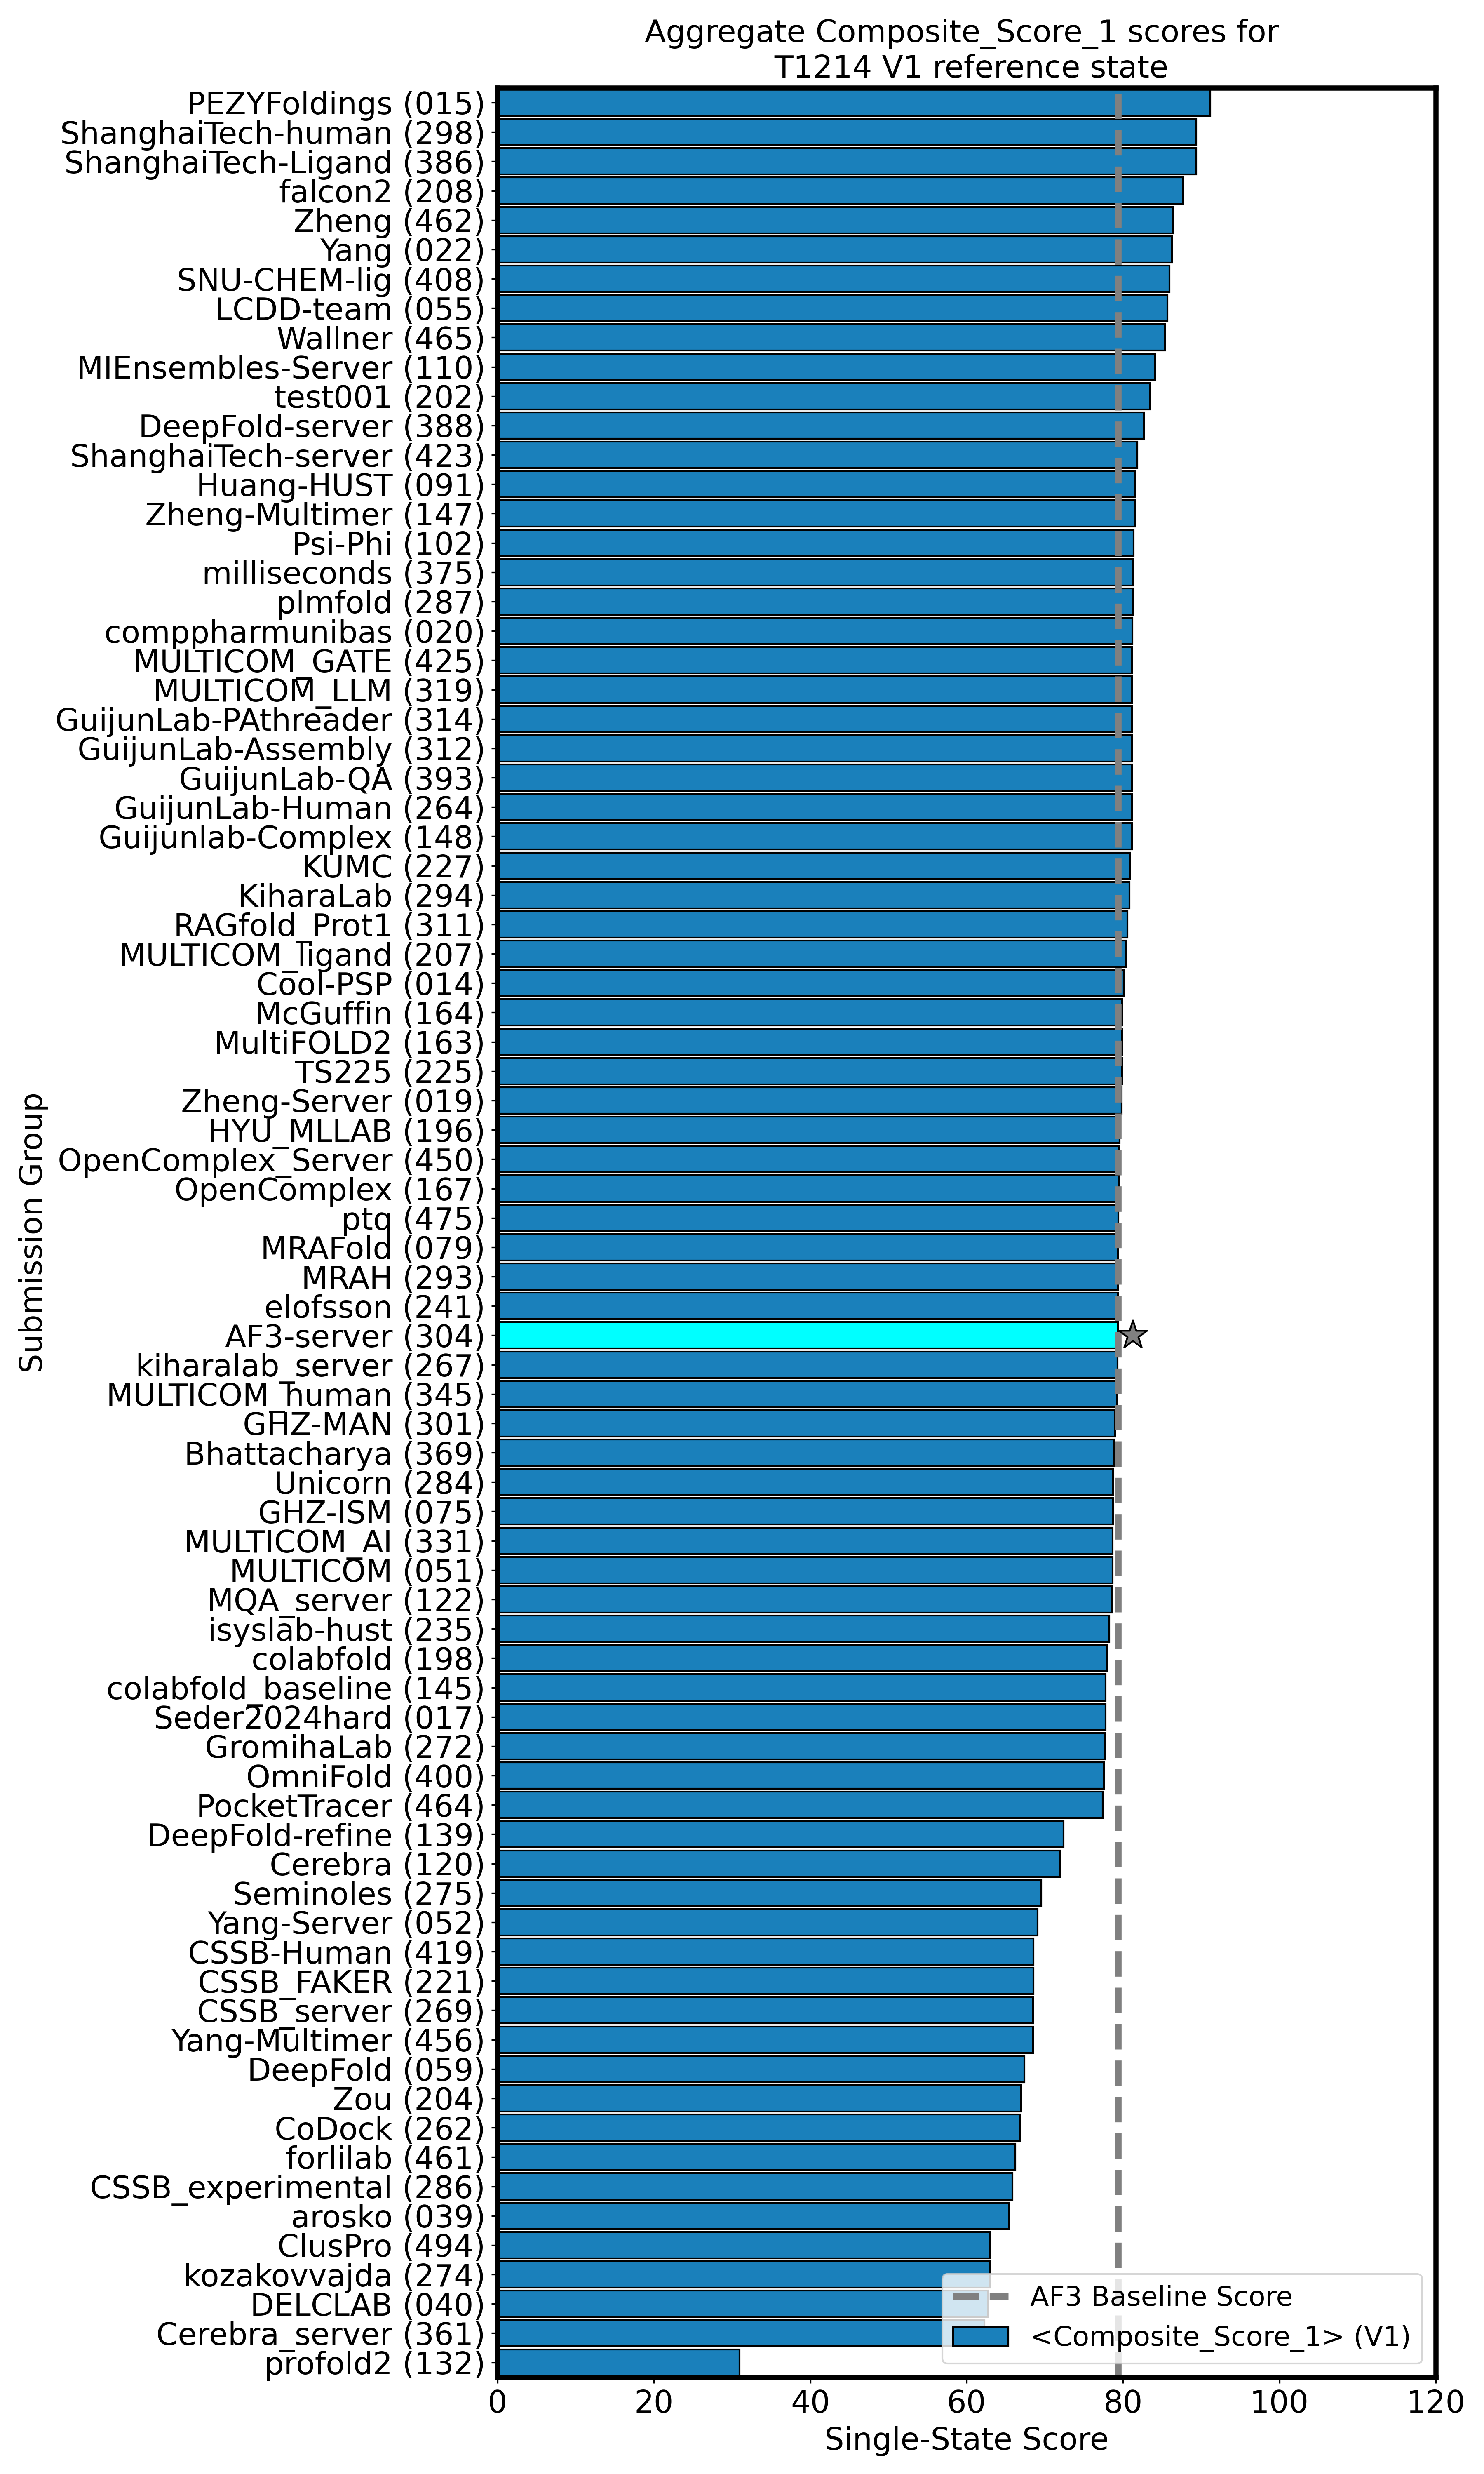 Aggregate Composite_Score_1 scores for
T1214 V1 reference state
PEZYFoldings (015)
ShanghaiTech-human (298)
ShanghaiTech-Ligand (386)
falcon2 (208)
Zheng (462)
Yang (022)
SNU-CHEM-lig (408)
LCDD-team (055)
Wallner (465)
MIEnsembles-Server (110)
test001 (202)
DeepFold-server (388)
ShanghaiTech-server (423)
Huang-HUST (091)
Zheng-Multimer (147)
Psi-Phi (102)
milliseconds (375)
plmfold (287)
comppharmunibas (020)
MULTICOM_GATE (425)
MULTICOM_LLM (319)
GuijunLab-PAthreader (314)
GuijunLab-Assembly (312)
GuijunLab-QA (393)
GuijunLab-Human (264)
Guijunlab-Complex (148)
KUMC (227)
KiharaLab (294)
RAGfold_Prot1 (311)
MULTICOM_ligand (207)
Cool-PSP (014)
McGuffin (164)
MultiFOLD2 (163)
TS225 (225)
Zheng-Server (019)
HYU_MLLAB (196)
OpenComplex_Server (450)
OpenComplex (167)
ptq (475)
MRAFold (079)
MRAH (293)
elofsson (241)
AF3-server (304)
kiharalab_server (267)
MULTICOM_human (345)
GHZ-MAN (301)
Bhattacharya (369)
Unicorn (284)
GHZ-ISM (075)
MULTICOM_AI (331)
MULTICOM (051)
MQA_server (122)
isyslab-hust (235)
colabfold (198)
colabfold_baseline (145)
Seder2024hard (017)
GromihaLab (272)
OmniFold (400)
PocketTracer (464)
DeepFold-refine (139)
Cerebra (120)
Seminoles (275)
Yang-Server (052)
CSSB-Human (419)
CSSB_FAKER (221)
CSSB_server (269)
Yang-Multimer (456)
DeepFold (059)
Zou (204)
CoDock (262)
forlilab (461)
CSSB_experimental (286)
arosko (039)
ClusPro (494)
kozakovvajda (274)
DELCLAB (040)
Cerebra_server (361)
profold2 (132)
Submission Group
AF3 Baseline Score
<Composite_Score_1> (V1)
0 20 40 60 80 100 120
Single-State Score